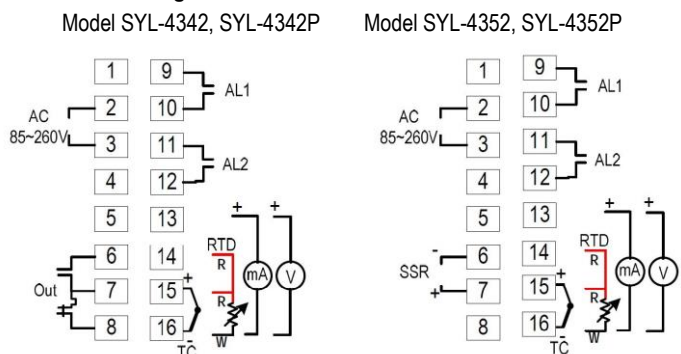 Model SYL-4342, SYL-4342P
1 9
AL1
AC 2 10
85~260V 3 11
AL2
4 12
+ +
5 13
6 14 RTD
R
mA V
Out 7 15 +
R
8 16 -
TC W
Model SYL-4352, SYL-4352P
1 9
AL1
AC 2 10
85~260V 3 11
AL2
4 12
+ +
5 13
- 6 14 RTD
R
SSR mA V
+ 7 15 +
R
8 16 -
TC W